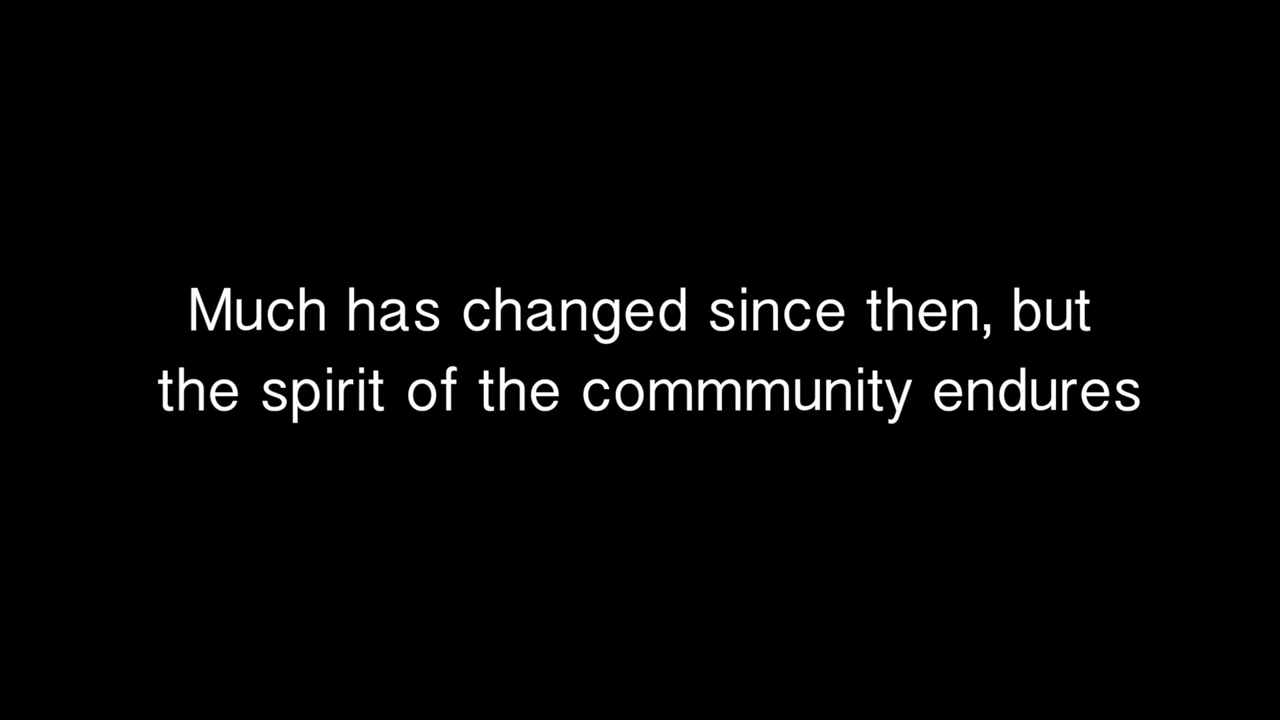 Much has changed since then, but
the spirit of the commmunity endures